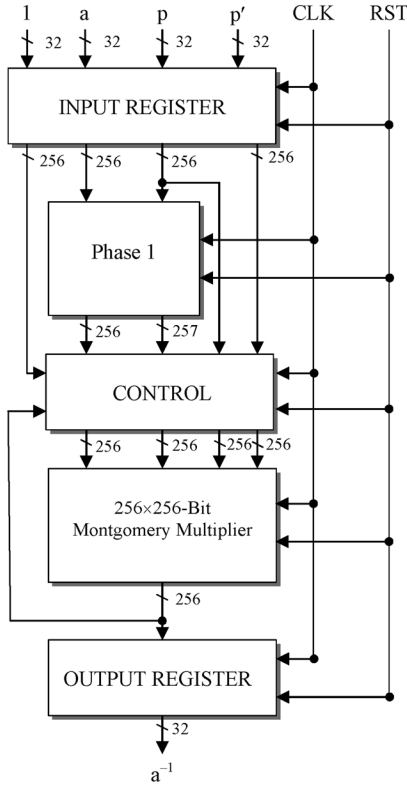 1 a p p′ CLK RST
32 32 32 32
INPUT REGISTER
256 256 256 256
Phase 1
256 257
CONTROL
256 256 256 256
256×256-Bit
Montgomery Multiplier
256
OUTPUT REGISTER
32
a⁻¹